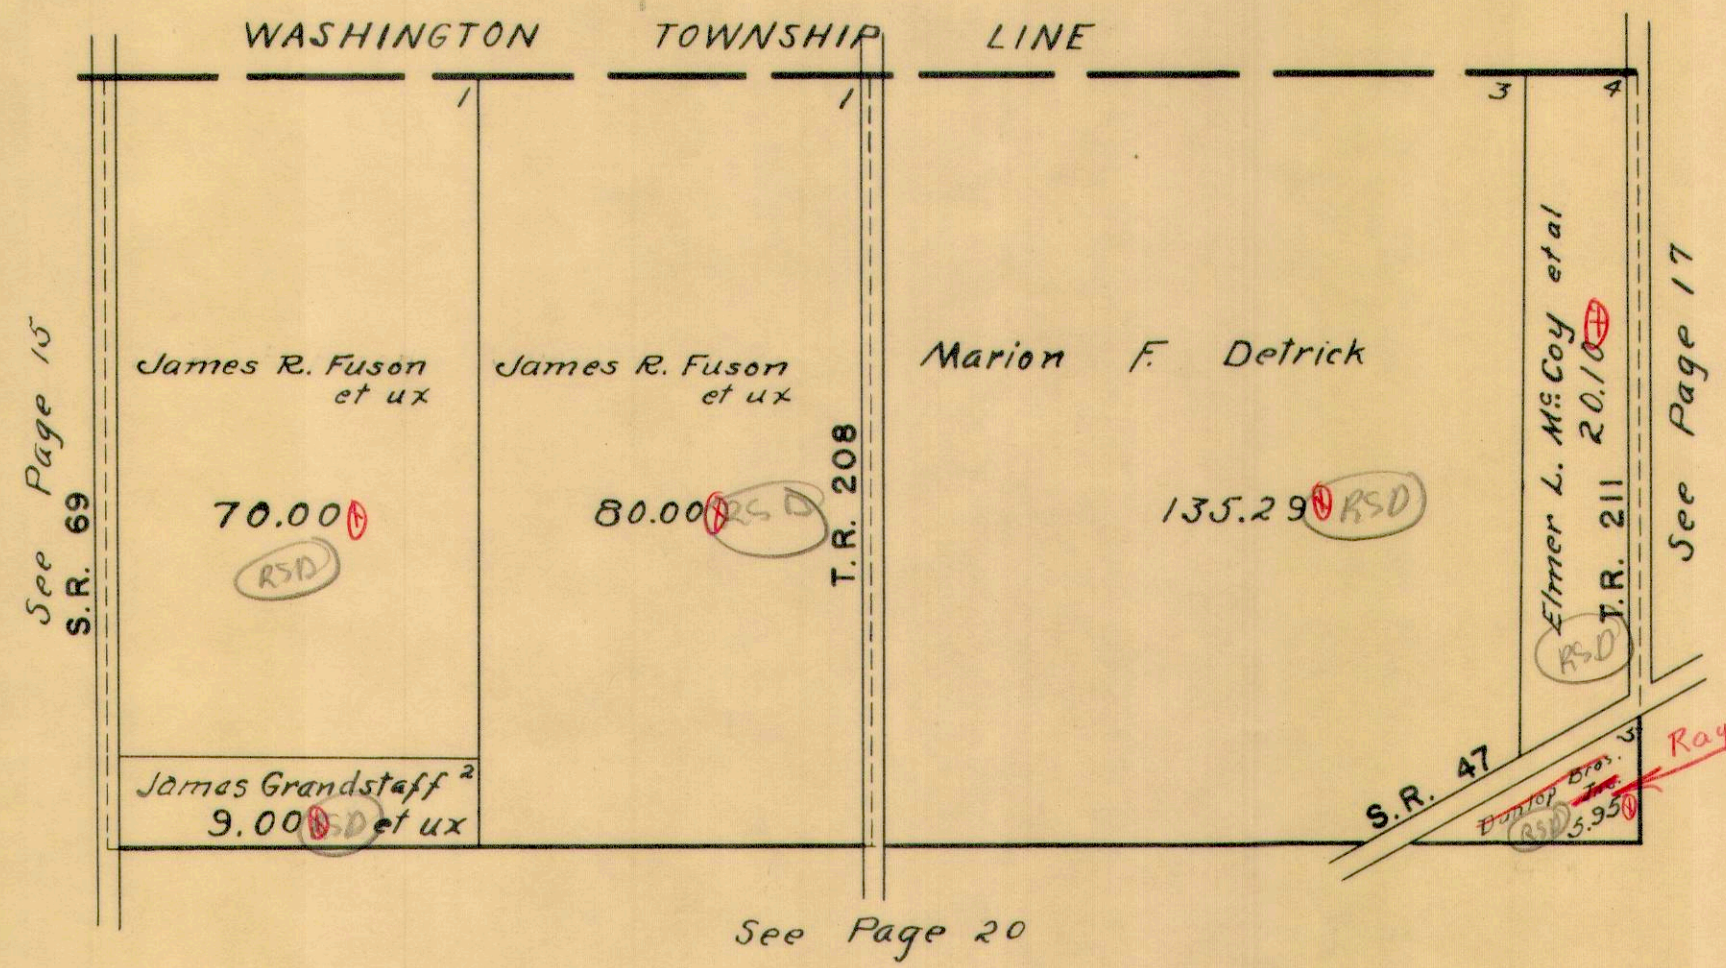 WASHINGTON TOWNSHIP LINE
1
1
3
4
See Page 15
S.R. 69
James R. Fuson
et ux
70.00
RSD
James R. Fuson
et ux
80.00 RSD
T.R. 208
Marion F. Detrick
135.29 RSD
Elmer L. McCoy et al
20.10
T.R. 211
RSD
See Page 17
James Grandstaff 2
9.00 RSD et ux
S.R. 47
5
Dunlop Bros.
Inc.
RSD 5.95
Ray
See Page 20